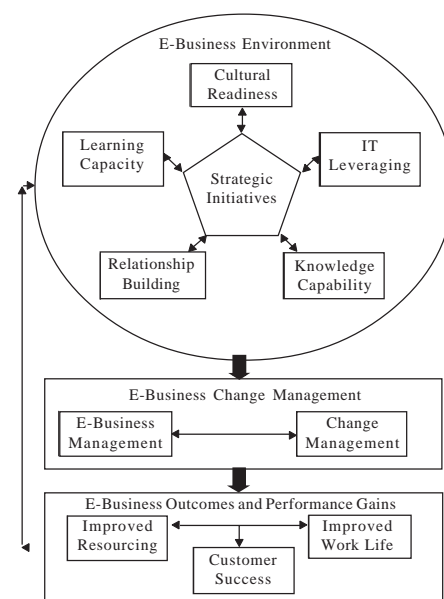 E-Business Environment
Cultural
Readiness
Learning
Capacity
IT
Leveraging
Strategic
Initiatives
Relationship
Building
Knowledge
Capability
E-Business Change Management
E-Business
Management
Change
Management
E-Business Outcomes and Performance Gains
Improved
Resourcing
Improved
Work Life
Customer
Success